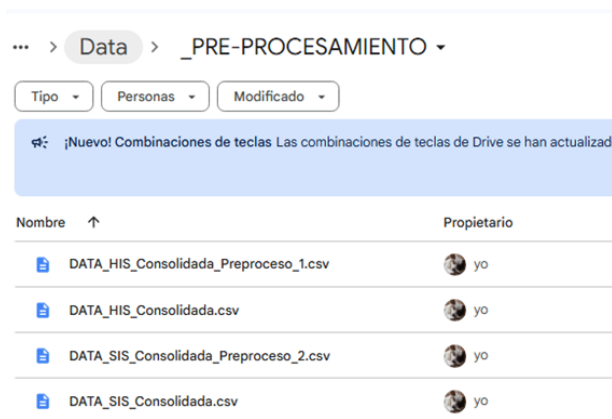 ... > Data > _PRE-PROCESAMIENTO
Tipo Personas Modificado
¡Nuevo! Combinaciones de teclas Las combinaciones de teclas de Drive se han actualizad
Nombre ↑ Propietario
DATA_HIS_Consolidada_Preproceso_1.csv yo
DATA_HIS_Consolidada.csv yo
DATA_SIS_Consolidada_Preproceso_2.csv yo
DATA_SIS_Consolidada.csv yo